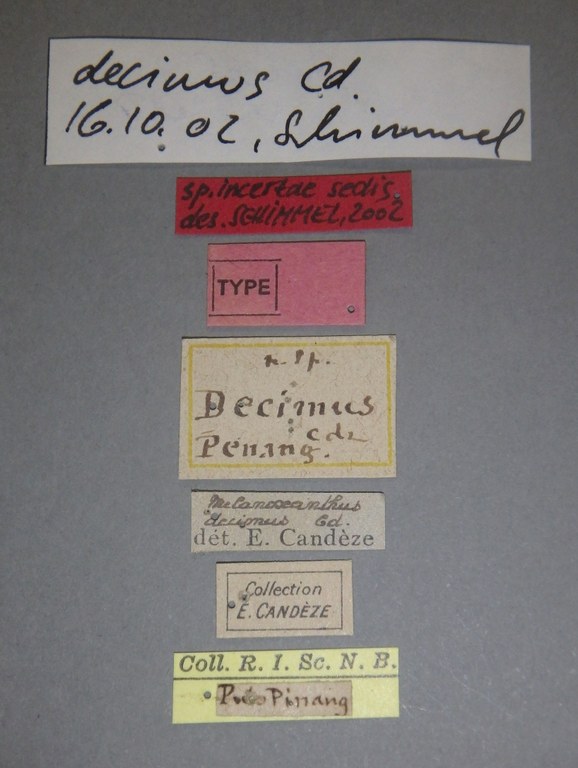 decimus Cd.
16.10.02, Schimmel
sp. incertae sedis,
des. SCHIMMEL, 2002
TYPE
n. sp.
Decimus
Cdz
Penang.
Melanoxanthus
decimus Cd.
dét. E. Candèze
Collection
E. CANDÈZE
Coll. R. I. Sc. N. B.
Pinang